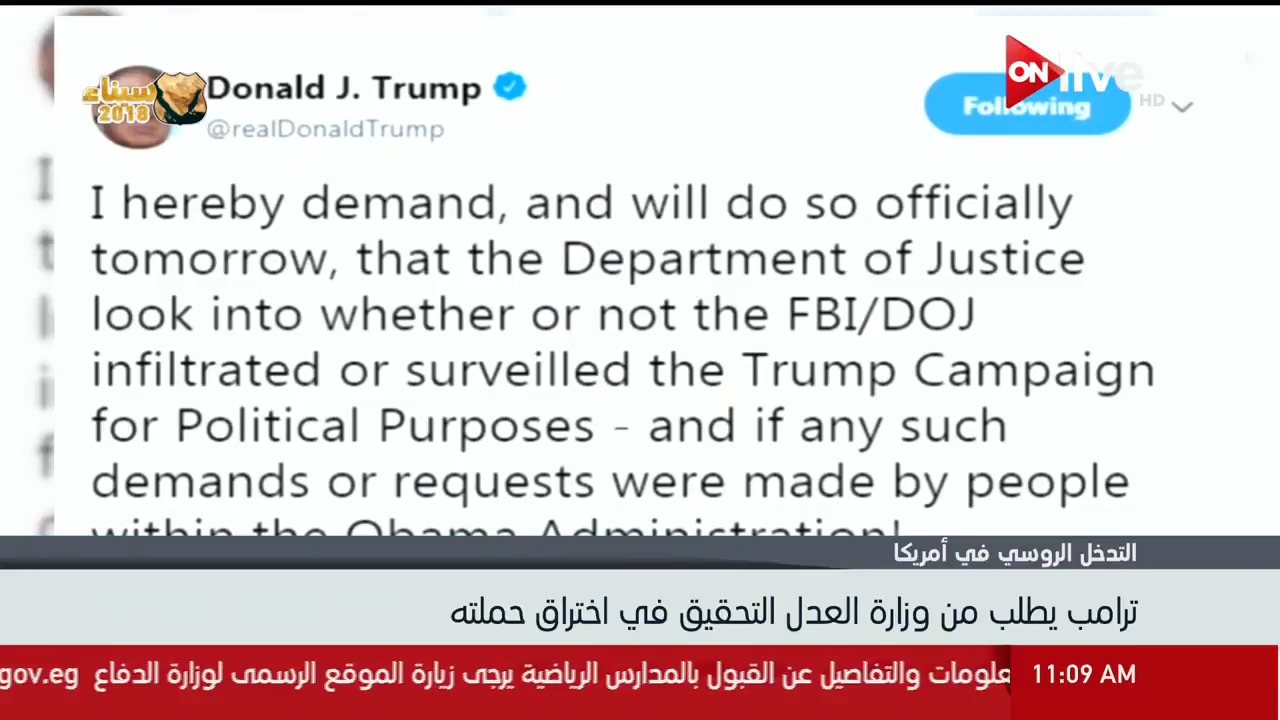 سيناء
2018
Donald J. Trump
@realDonaldTrump
Following
ON live
HD
I hereby demand, and will do so officially
tomorrow, that the Department of Justice
look into whether or not the FBI/DOJ
infiltrated or surveilled the Trump Campaign
for Political Purposes - and if any such
demands or requests were made by people
within the Obama Administration!
التدخل الروسي في أمريكا
ترامب يطلب من وزارة العدل التحقيق في اختراق حملته
علومات والتفاصيل عن القبول بالمدارس الرياضية يرجى زيارة الموقع الرسمى لوزارة الدفاع gov.eg
11:09 AM